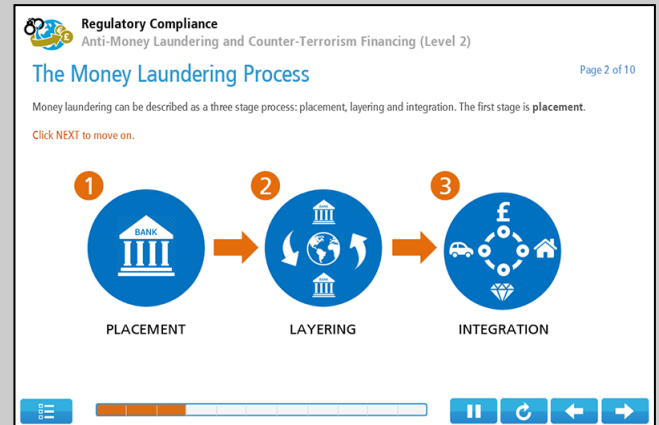 Regulatory Compliance
Anti-Money Laundering and Counter-Terrorism Financing (Level 2)
The Money Laundering Process
Page 2 of 10
Money laundering can be described as a three stage process: placement, layering and integration. The first stage is placement.
Click NEXT to move on.
1
2
3
BANK
BANK
£
BANK
PLACEMENT
LAYERING
INTEGRATION